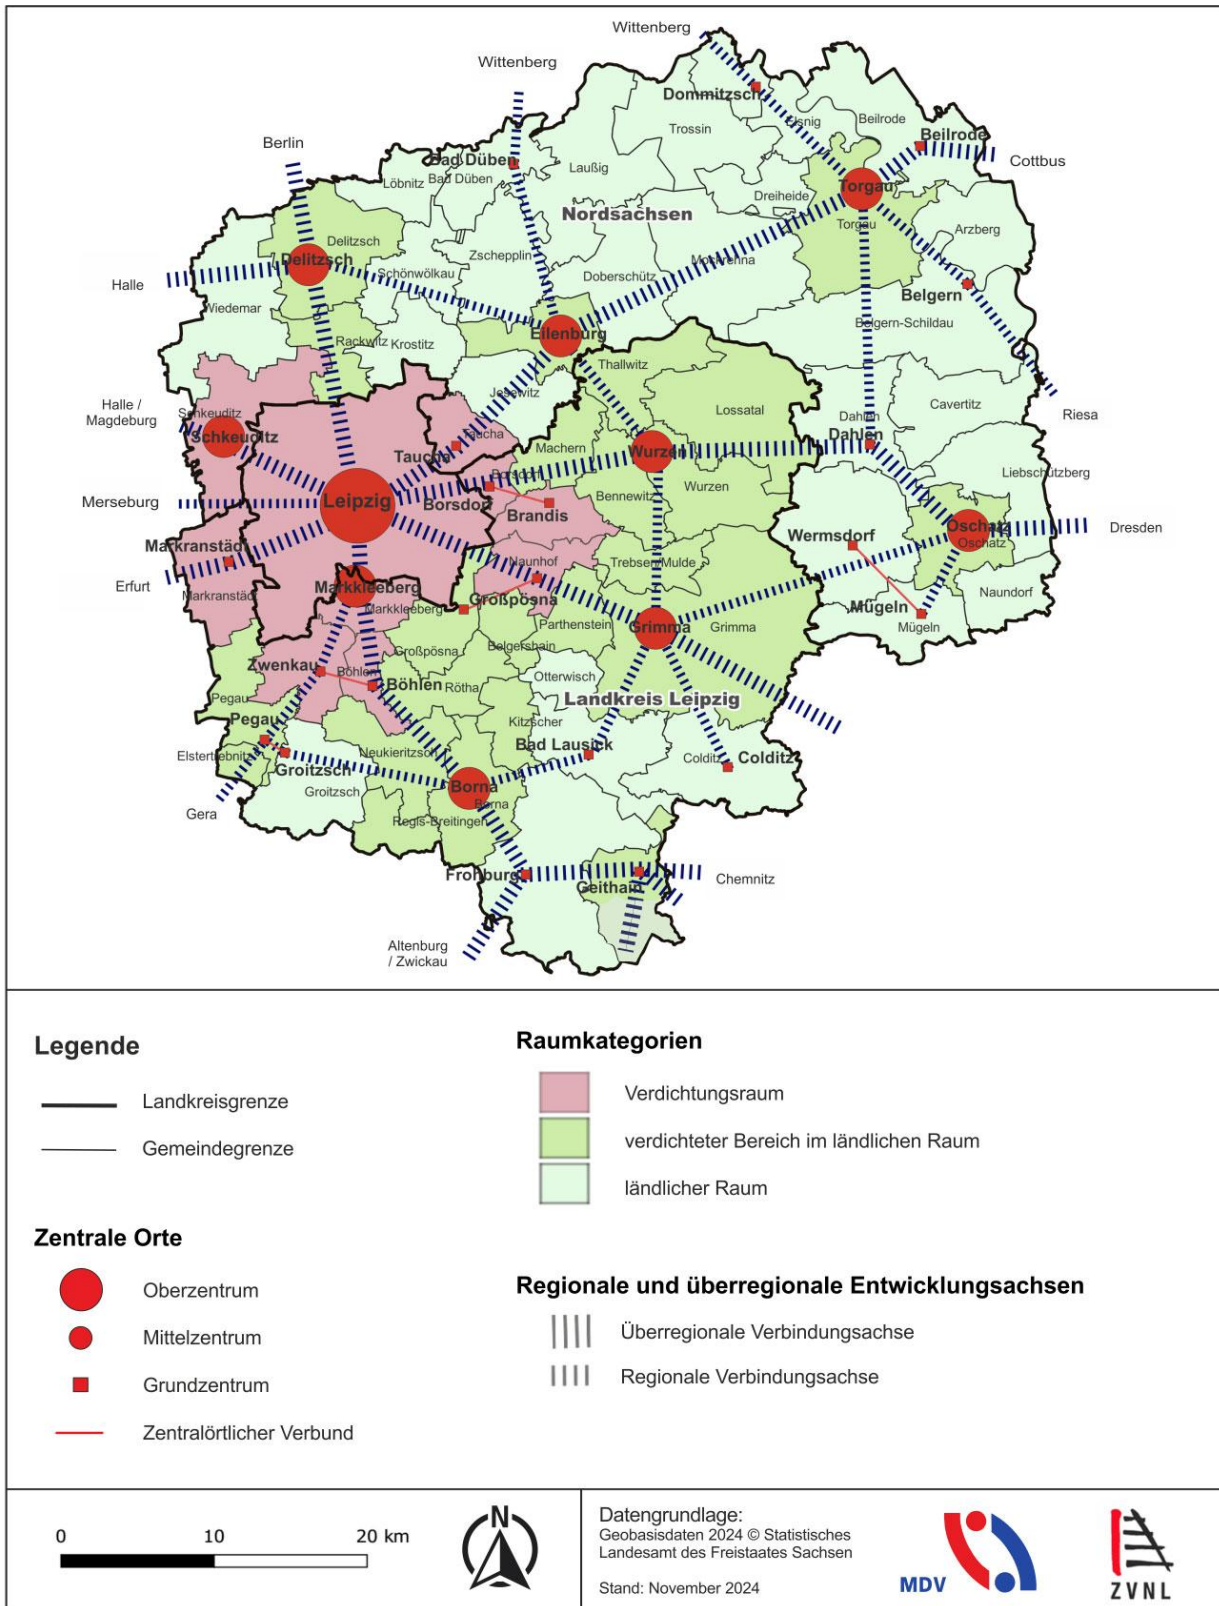 Wittenberg
Wittenberg
Dommitzsch
Trossin
Elsnig
Beilrode
Beilrode
Cottbus
Berlin
Bad Düben
Bad Düben
Löbnitz
Laußig
Nordsachsen
Dreiheide
Torgau
Torgau
Arzberg
Delitzsch
Delitzsch
Halle
Wiedemar
Schönwölkau
Zschepplin
Doberschütz
Mockrehna
Belgern
Belgern-Schildau
Rackwitz
Krostitz
Eilenburg
Thallwitz
Jesewitz
Lossatal
Cavertitz
Riesa
Halle /
Magdeburg
Schkeuditz
Schkeuditz
Taucha
Taucha
Machern
Wurzen
Wurzen
Dahlen
Dahlen
Liebschützberg
Merseburg
Leipzig
Borsdorf
Borsdorf
Brandis
Bennewitz
Wermsdorf
Oschatz
Oschatz
Dresden
Markranstädt
Markranstädt
Erfurt
Naunhof
Trebsen/Mulde
Mügeln
Mügeln
Naundorf
Markkleeberg
Markkleeberg
Großpösna
Großpösna
Parthenstein
Grimma
Grimma
Belgershain
Zwenkau
Böhlen
Böhlen
Rötha
Otterwisch
Landkreis Leipzig
Pegau
Pegau
Kitzscher
Bad Lausick
Colditz
Colditz
Elstertrebnitz
Groitzsch
Groitzsch
Neukieritzsch
Gera
Borna
Borna
Regis-Breitingen
Frohburg
Geithain
Chemnitz
Altenburg
/ Zwickau
Legende
Landkreisgrenze
Gemeindegrenze
Zentrale Orte
Oberzentrum
Mittelzentrum
Grundzentrum
Zentralörtlicher Verbund
Raumkategorien
Verdichtungsraum
verdichteter Bereich im ländlichen Raum
ländlicher Raum
Regionale und überregionale Entwicklungsachsen
Überregionale Verbindungsachse
Regionale Verbindungsachse
0 10 20 km
N
Datengrundlage:
Geobasisdaten 2024 © Statistisches
Landesamt des Freistaates Sachsen
Stand: November 2024
MDV
ZVNL